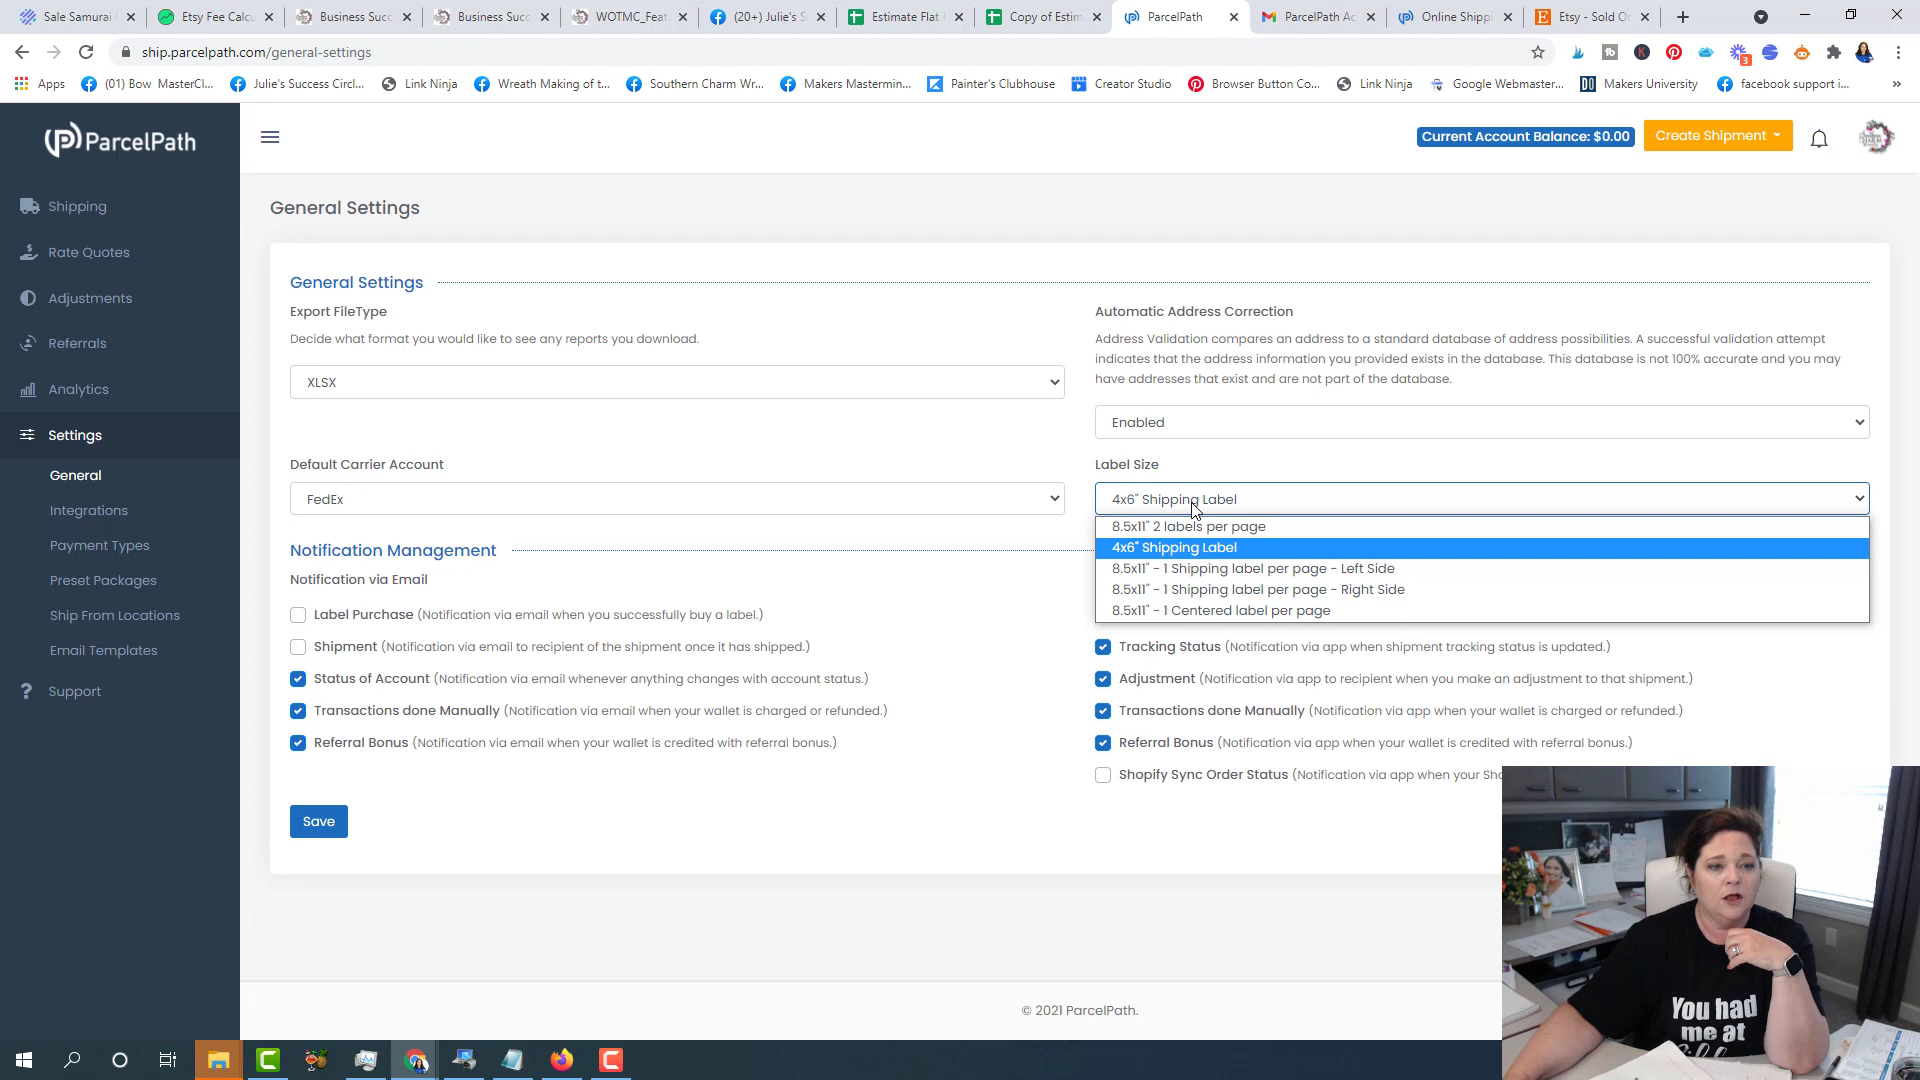 Sale Samurai
Etsy Fee Calcu
Business Succ
Business Succ
WOTMC_Feat
(20+) Julie's S
Estimate Flat
Copy of Estim
ParcelPath
ParcelPath Ac
Online Shippi
Etsy - Sold Or
ship.parcelpath.com/general-settings
3
Apps
(01) Bow MasterCl...
Julie's Success Circl...
Link Ninja
Wreath Making of t...
Southern Charm Wr...
Makers Mastermin...
Painter's Clubhouse
Creator Studio
Browser Button Co...
Link Ninja
Google Webmaster...
Makers University
facebook support i...
ParcelPath
Current Account Balance: $0.00
Create Shipment
Shipping
Rate Quotes
Adjustments
Referrals
Analytics
Settings
General
Integrations
Payment Types
Preset Packages
Ship From Locations
Email Templates
Support
General Settings
General Settings
Export FileType
Decide what format you would like to see any reports you download.
XLSX
Automatic Address Correction
Address Validation compares an address to a standard database of address possibilities. A successful validation attempt
indicates that the address information you provided exists in the database. This database is not 100% accurate and you may
have addresses that exist and are not part of the database.
Enabled
Default Carrier Account
FedEx
Label Size
4x6" Shipping Label
8.5x11" 2 labels per page
4x6" Shipping Label
8.5x11" - 1 Shipping label per page - Left Side
8.5x11" - 1 Shipping label per page - Right Side
8.5x11" - 1 Centered label per page
Notification Management
Notification via Email
Label Purchase (Notification via email when you successfully buy a label.)
Shipment (Notification via email to recipient of the shipment once it has shipped.)
Status of Account (Notification via email whenever anything changes with account status.)
Transactions done Manually (Notification via email when your wallet is charged or refunded.)
Referral Bonus (Notification via email when your wallet is credited with referral bonus.)
Tracking Status (Notification via app when shipment tracking status is updated.)
Adjustment (Notification via app to recipient when you make an adjustment to that shipment.)
Transactions done Manually (Notification via app when your wallet is charged or refunded.)
Referral Bonus (Notification via app when your wallet is credited with referral bonus.)
Shopify Sync Order Status (Notification via app when your Sho
Save
© 2021 ParcelPath.
You had
me at